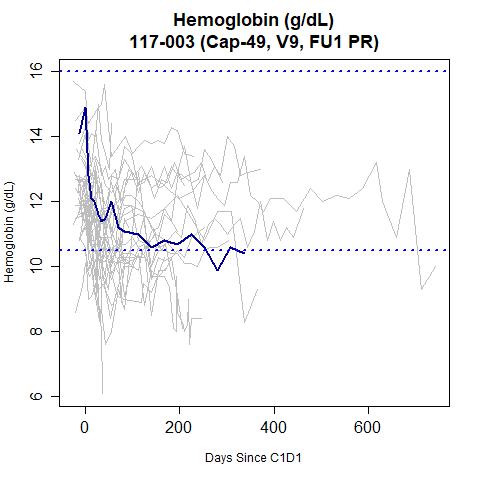 Hemoglobin (g/dL)
117-003 (Cap-49, V9, FU1 PR)
Hemoglobin (g/dL)
16
14
12
10
8
6
0
200
400
600
Days Since C1D1